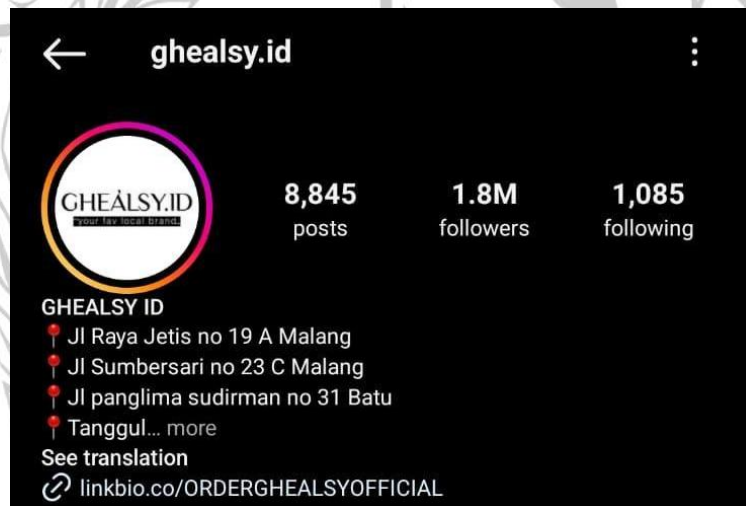 ghealsy.id
GHEÀLSY.ID
your fav local brand.
8,845
posts
1.8M
followers
1,085
following
GHEALSY ID
📍 Jl Raya Jetis no 19 A Malang
📍 Jl Sumbersari no 23 C Malang
📍 Jl panglima sudirman no 31 Batu
📍 Tanggul... more
See translation
linkbio.co/ORDERGHEALSYOFFICIAL